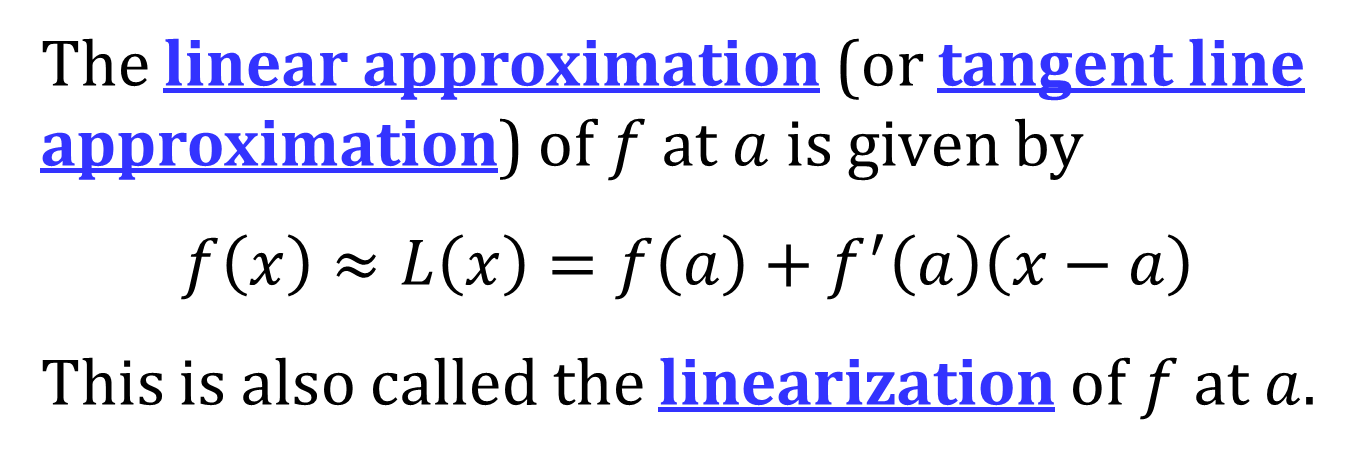 The linear approximation (or tangent line
approximation) of f at a is given by
f(x) ≈ L(x) = f(a) + f′(a)(x − a)
This is also called the linearization of f at a.